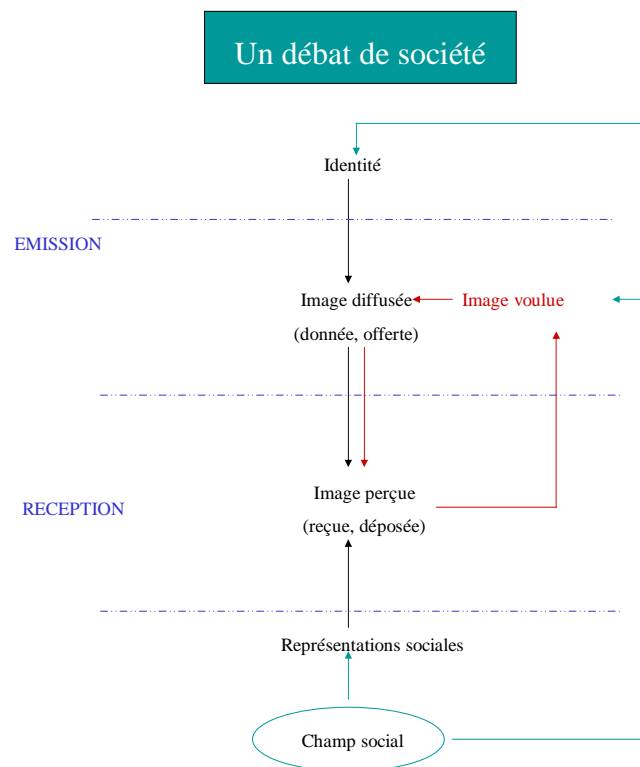 Un débat de société
Identité
EMISSION
Image diffusée
Image voulue
(donnée, offerte)
Image perçue
RECEPTION
(reçue, déposée)
Représentations sociales
Champ social